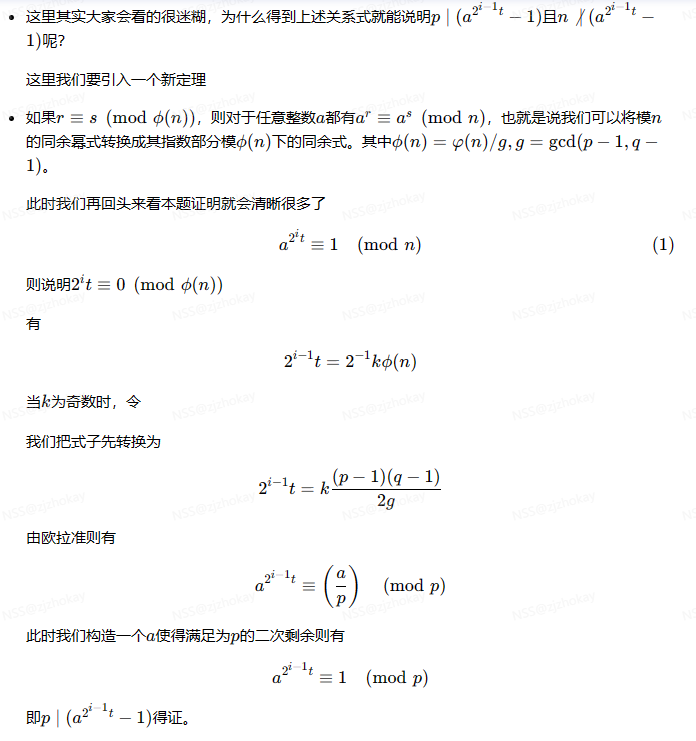 • 这里其实大家会看的很迷糊，为什么得到上述关系式就能说明$p \mid (a^{2^{i-1}t} - 1)$且$n \nmid (a^{2^{i-1}t} -$
$1)$呢？
这里我们要引入一个新定理
• 如果$r \equiv s \pmod{\phi(n)}$，则对于任意整数$a$都有$a^r \equiv a^s \pmod{n}$，也就是说我们可以将模$n$
的同余幂式转换成其指数部分模$\phi(n)$下的同余式。其中$\phi(n) = \varphi(n)/g, g = \gcd(p-1, q-$
$1)$。
此时我们再回头来看本题证明就会清晰很多了
$a^{2^i t} \equiv 1 \pmod{n}$ (1)
则说明$2^i t \equiv 0 \pmod{\phi(n)}$
有
$2^{i-1}t = 2^{-1}k\phi(n)$
当$k$为奇数时，令
我们把式子先转换为
$2^{i-1}t = k\frac{(p-1)(q-1)}{2g}$
由欧拉准则有
$a^{2^{i-1}t} \equiv \left(\frac{a}{p}\right) \pmod{p}$
此时我们构造一个$a$使得满足为$p$的二次剩余则有
$a^{2^{i-1}t} \equiv 1 \pmod{p}$
即$p \mid (a^{2^{i-1}t} - 1)$得证。
NSS@zjzhokay